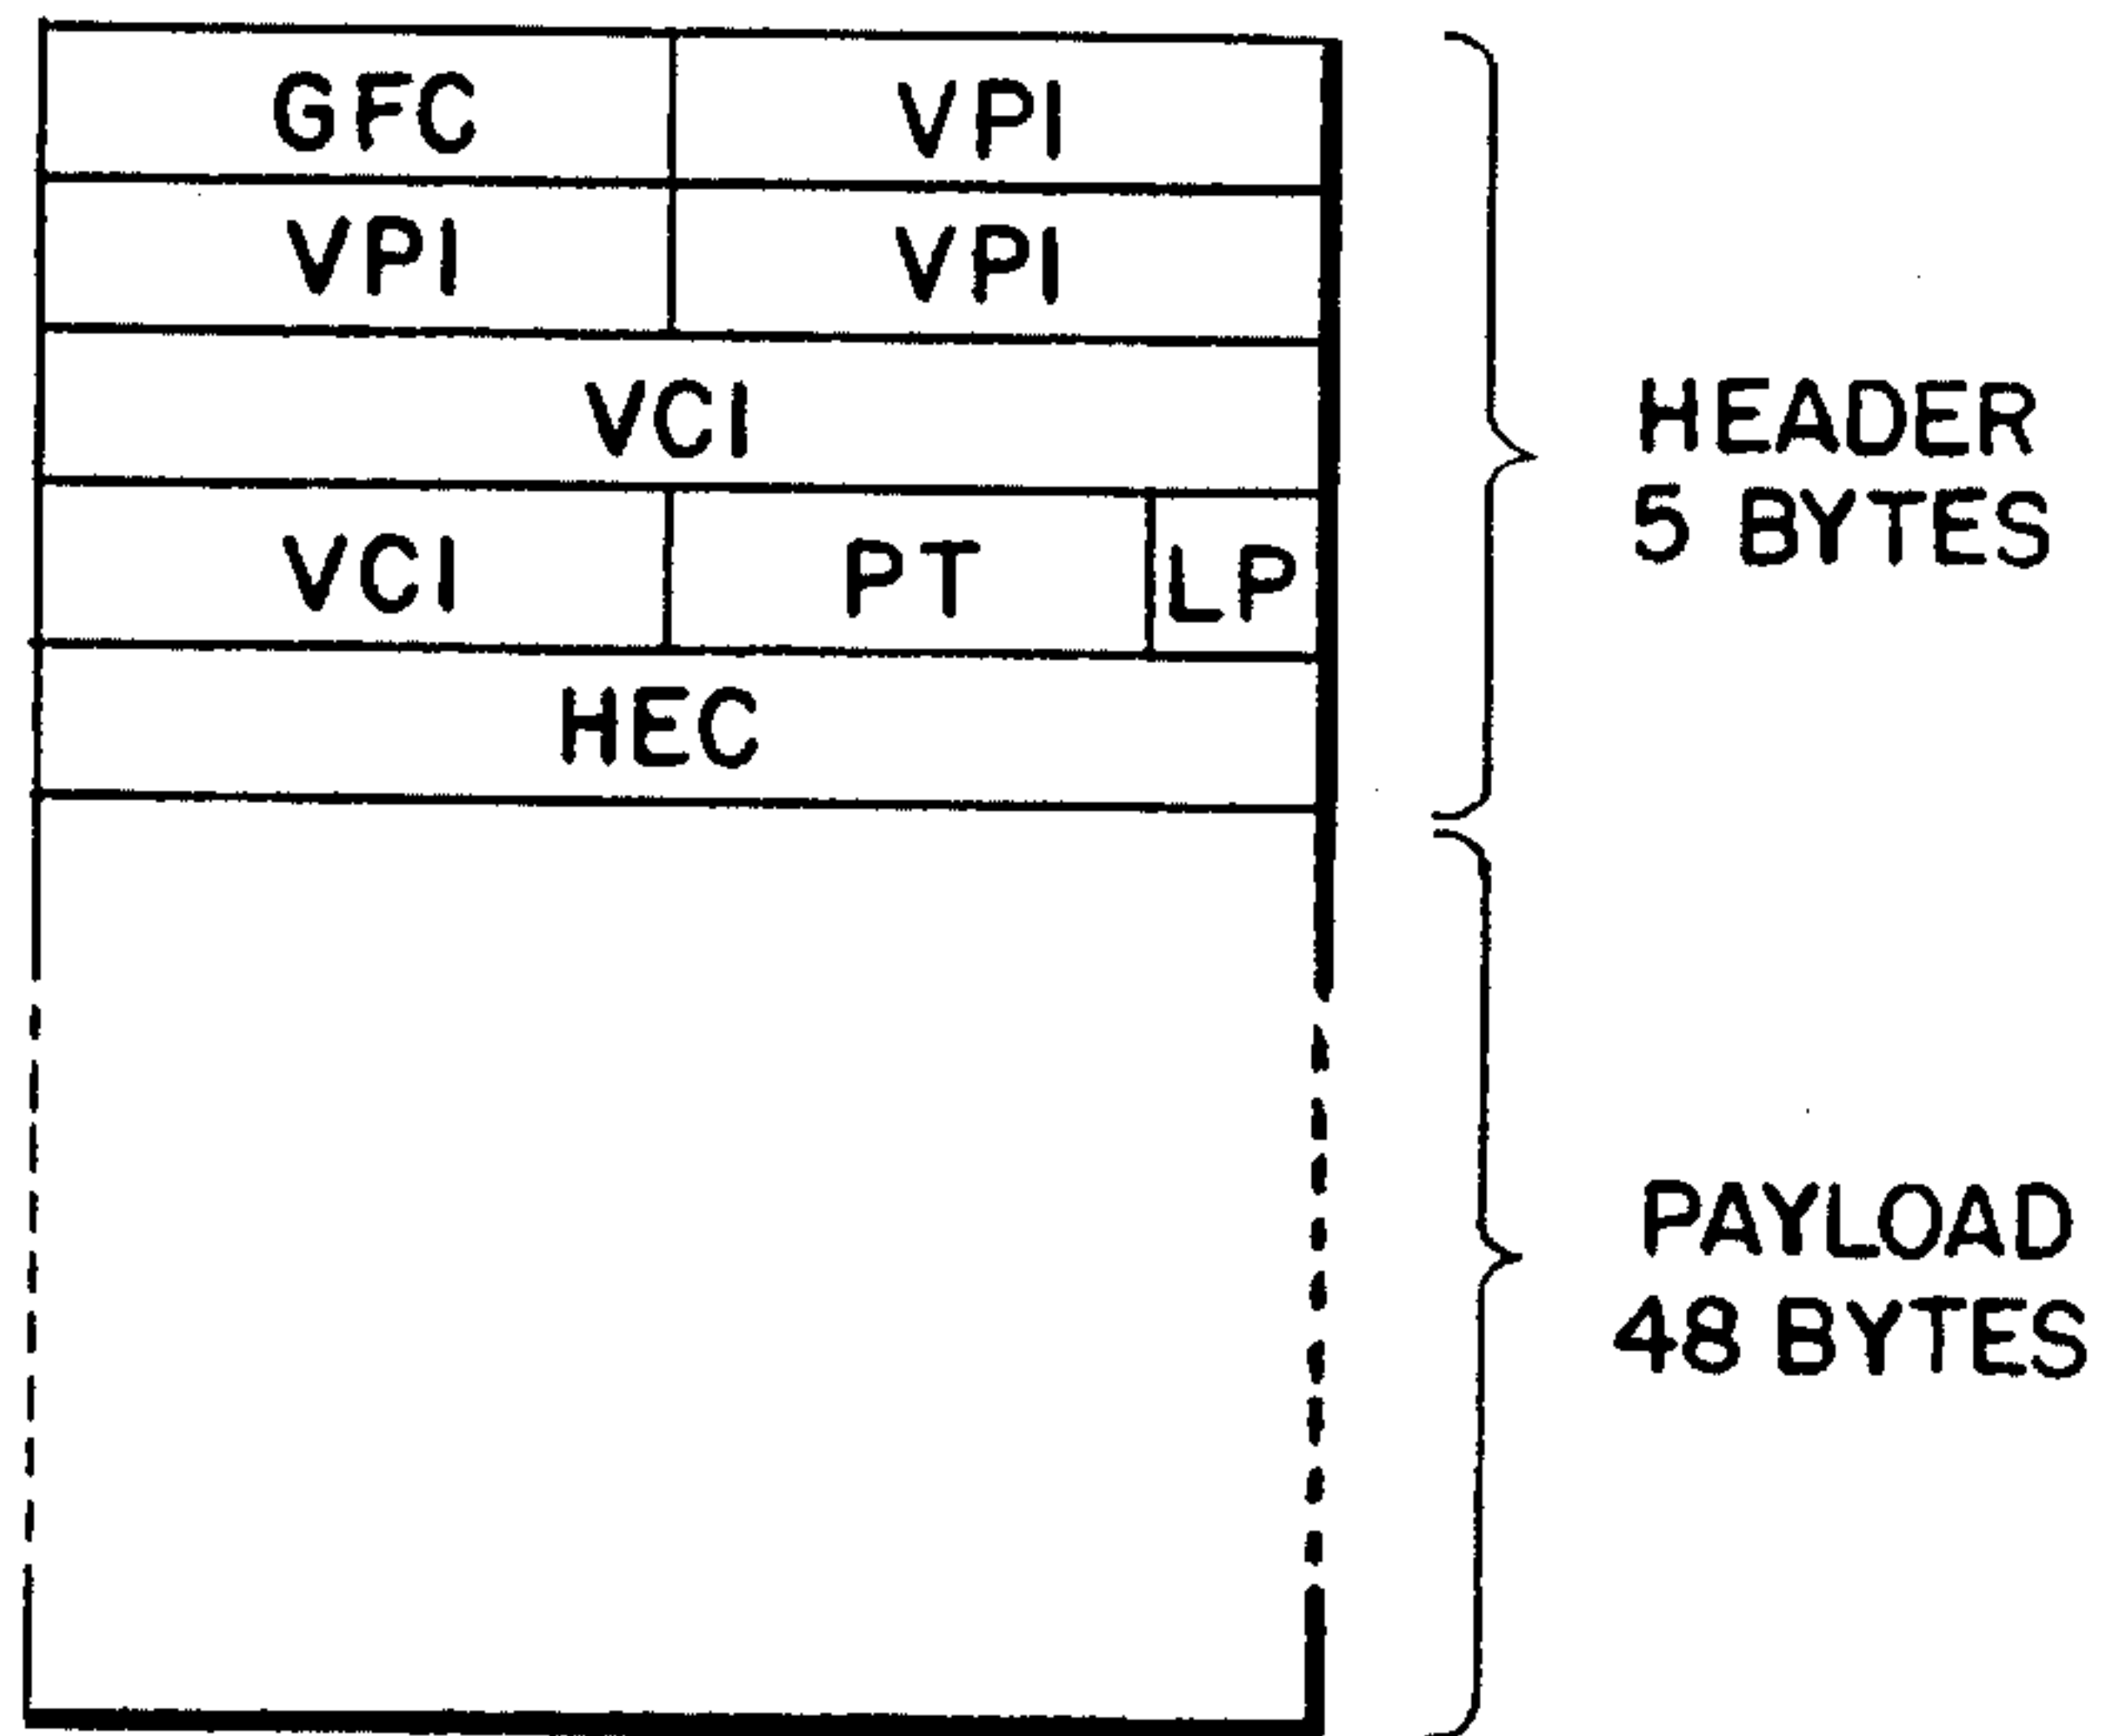 GFC VPI
VPI VPI
VCI
VCI PT LP
HEC
HEADER
5 BYTES
PAYLOAD
48 BYTES